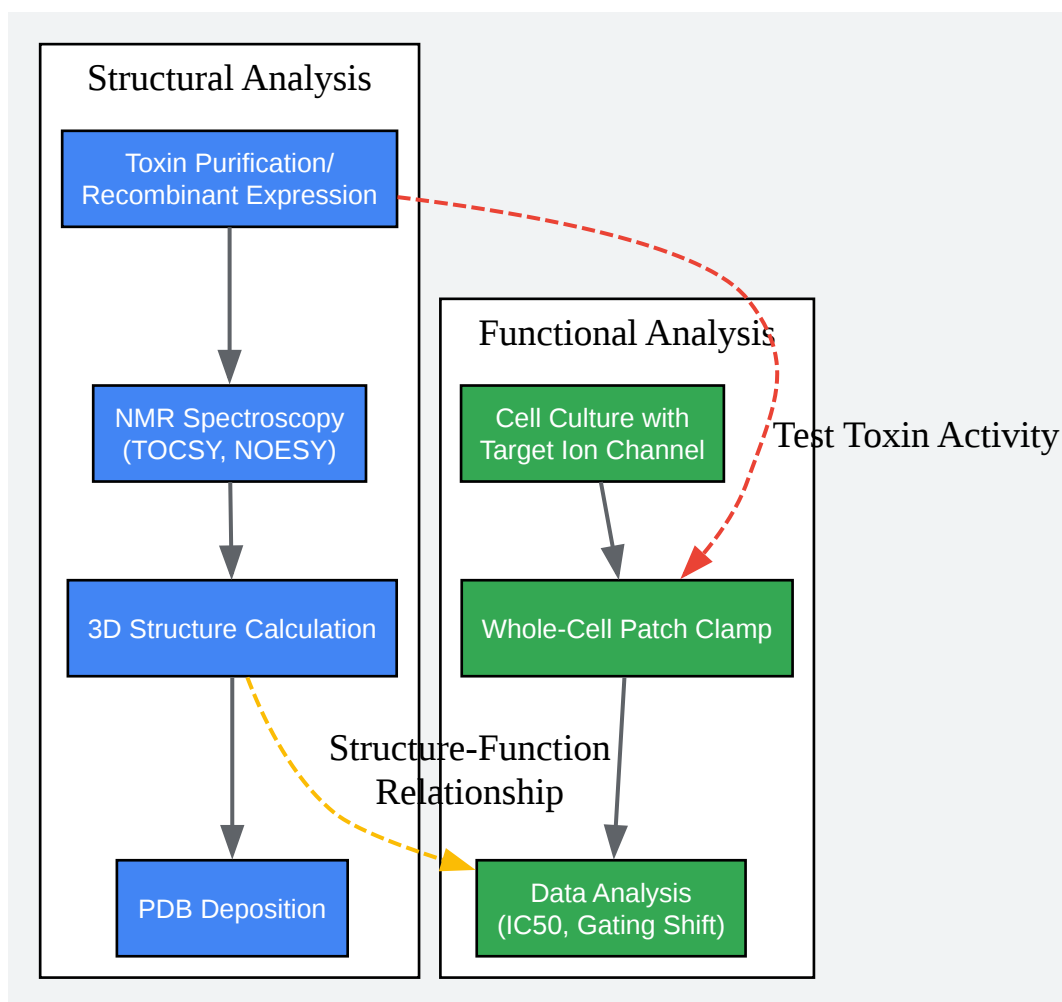 Structural Analysis
Toxin Purification/
Recombinant Expression
NMR Spectroscopy
(TOCSY, NOESY)
3D Structure Calculation
PDB Deposition
Functional Analysis
Cell Culture with
Target Ion Channel
Whole-Cell Patch Clamp
Data Analysis
(IC50, Gating Shift)
Test Toxin Activity
Structure-Function
Relationship